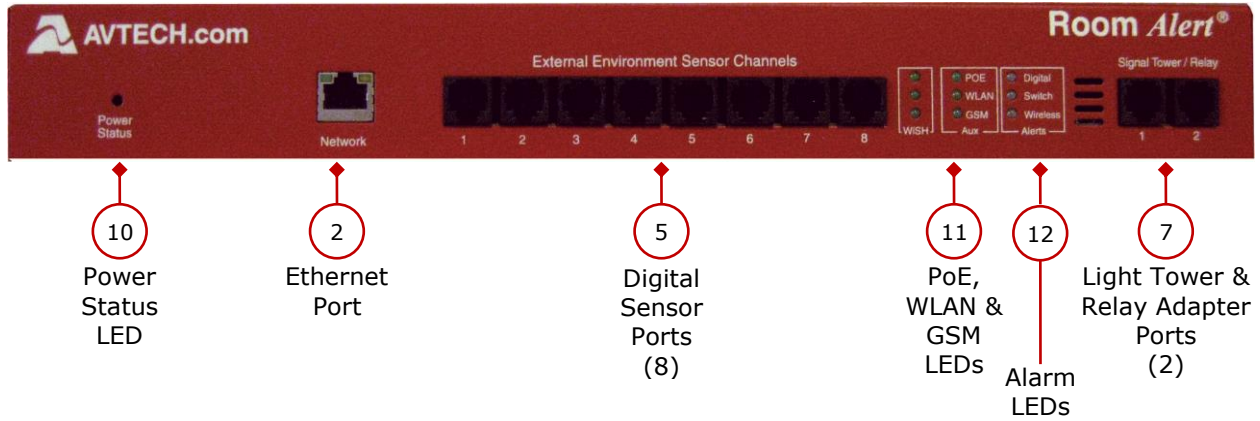 AVTECH.com
Room Alert®
External Environment Sensor Channels
Signal Tower / Relay
POE
WLAN
GSM
Digital
Switch
Wireless
Power
Status
Network
1 2 3 4 5 6 7 8
WiSH
Aux
Alerts
1 2
10
2
5
11
12
7
Power
Status
LED
Ethernet
Port
Digital
Sensor
Ports
(8)
PoE,
WLAN &
GSM
LEDs
Alarm
LEDs
Light Tower &
Relay Adapter
Ports
(2)